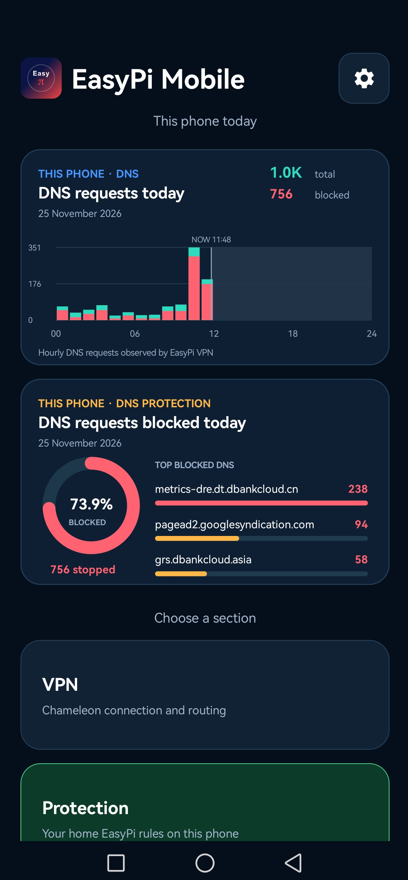 Easy
π
EasyPi Mobile
This phone today
THIS PHONE · DNS
DNS requests today
25 November 2026
1.0K total
756 blocked
NOW 11:48
351
176
0
00 06 12 18 24
Hourly DNS requests observed by EasyPi VPN
THIS PHONE · DNS PROTECTION
DNS requests blocked today
25 November 2026
73.9%
BLOCKED
756 stopped
TOP BLOCKED DNS
metrics-dre.dt.dbankcloud.cn 238
pagead2.googlesyndication.com 94
grs.dbankcloud.asia 58
Choose a section
VPN
Chameleon connection and routing
Protection
Your home EasyPi rules on this phone